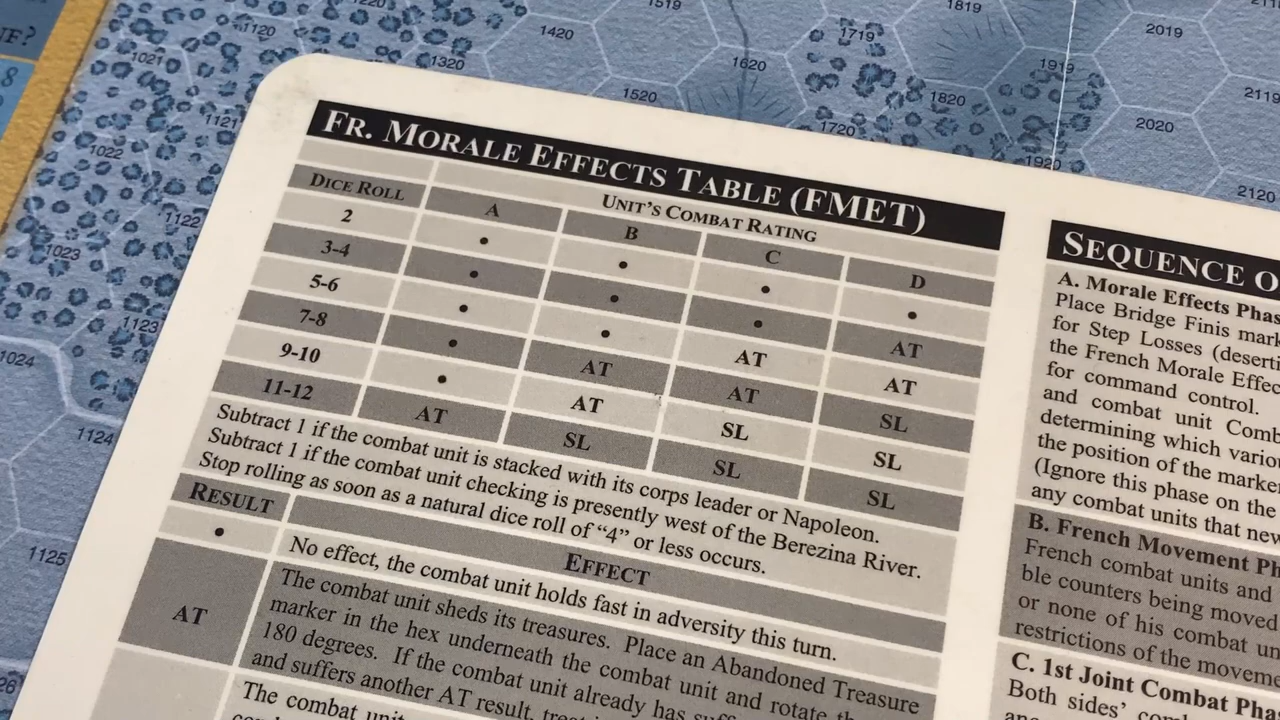 1519
1819
1420
1719
2019
1120
1320
1620
1919
1021
1520
1820
2119
1121
1720
2020
1022
1920
2120
1122
1023
1123
1024
1124
1125
8
FR. MORALE EFFECTS TABLE (FMET)
UNIT'S COMBAT RATING
DICE ROLL A B C D
2 • • • •
3-4 • • • AT
5-6 • • AT AT
7-8 • AT AT SL
9-10 • AT SL SL
11-12 AT SL SL SL
Subtract 1 if the combat unit is stacked with its corps leader or Napoleon.
Subtract 1 if the combat unit checking is presently west of the Berezina River.
Stop rolling as soon as a natural dice roll of “4” or less occurs.
RESULT EFFECT
• No effect, the combat unit holds fast in adversity this turn.
AT
The combat unit sheds its treasures. Place an Abandoned Treasure
marker in the hex underneath the combat unit and rotate the
180 degrees. If the combat unit already has
and suffers another AT result,
The combat
SEQUENCE O
A. Morale Effects Phas
Place Bridge Finis mark
for Step Losses (deserti
the French Morale Effec
for command control.
and combat unit Comb
determining which variou
the position of the marke
(Ignore this phase on the
any combat units that new
B. French Movement Ph
French combat units and
ble counters being moved
or none of his combat un
restrictions of the moveme
C. 1st Joint Combat Pha
Both sides' com